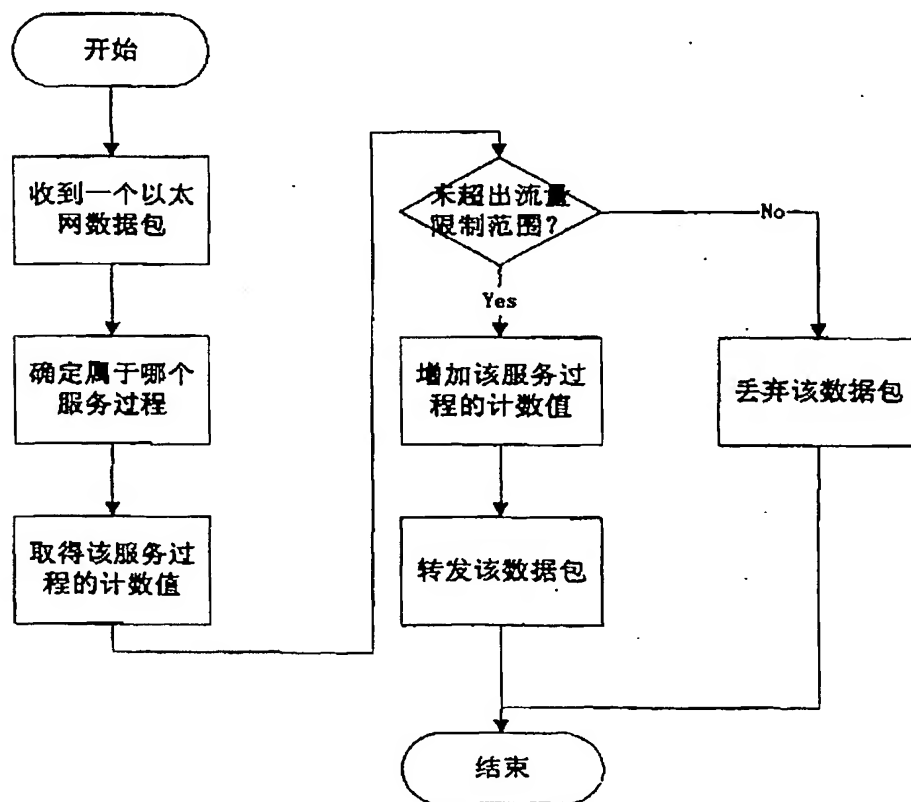 开始
收到一个以太
网数据包
确定属于哪个
服务过程
取得该服务过
程的计数值
未超出流量
限制范围?
No
Yes
增加该服务过
程的计数值
丢弃该数据包
转发该数据包
结束